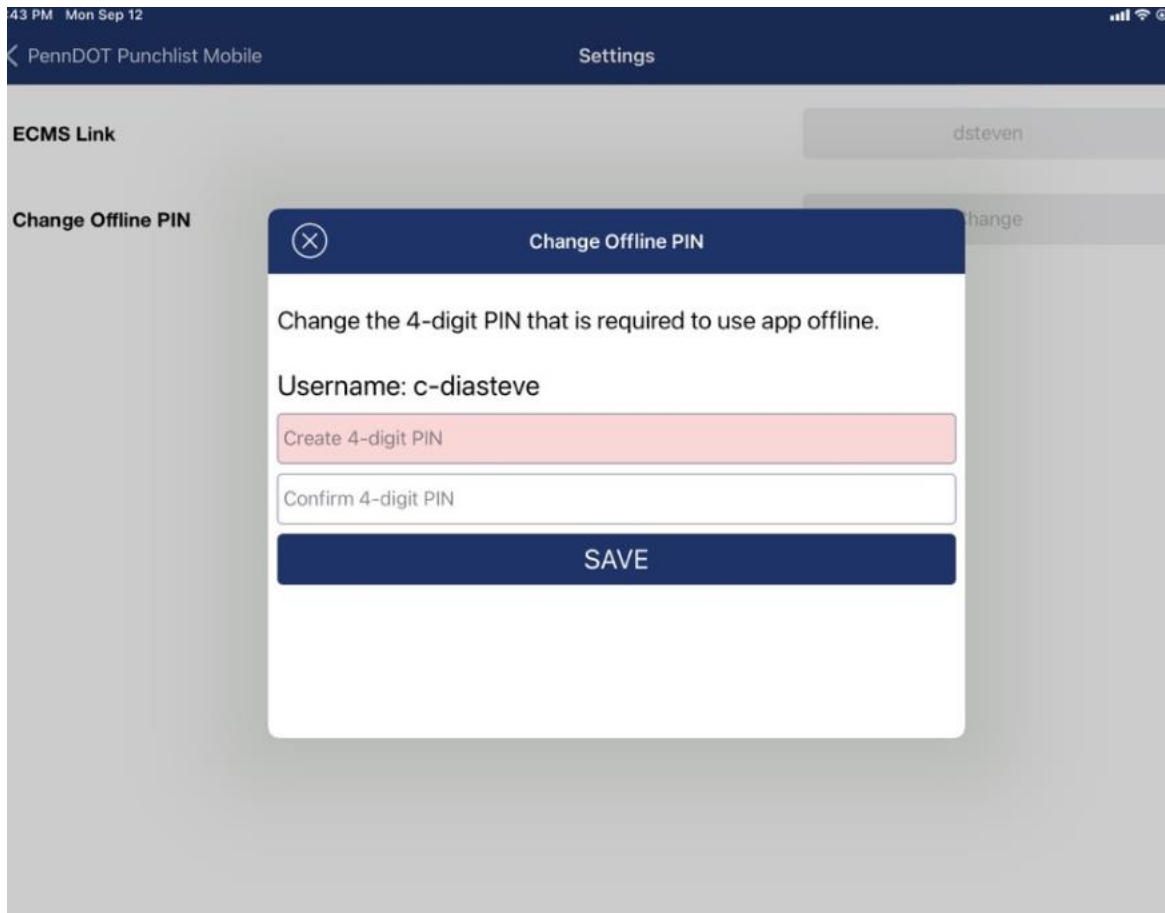 :43 PM Mon Sep 12
PennDOT Punchlist Mobile Settings
ECMS Link dsteven
Change Offline PIN hange
Change Offline PIN
Change the 4-digit PIN that is required to use app offline.
Username: c-diasteve
Create 4-digit PIN
Confirm 4-digit PIN
SAVE